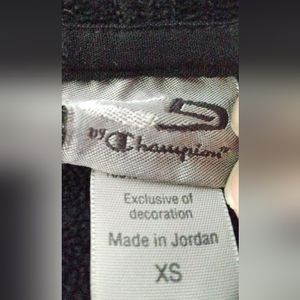 by Champion
Exclusive of
decoration
Made in Jordan
XS